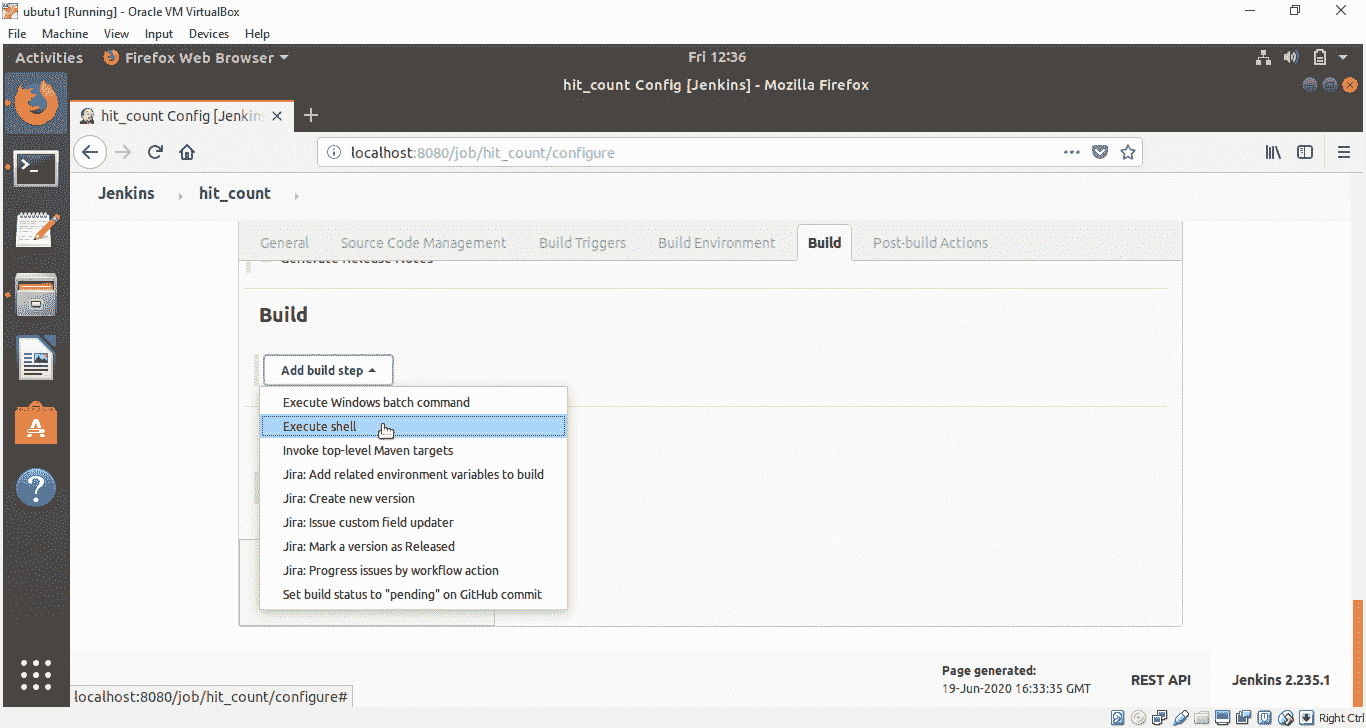 ubutu1 [Running] - Oracle VM VirtualBox
File Machine View Input Devices Help
Activities Firefox Web Browser Fri 12:36
hit_count Config [Jenkins] - Mozilla Firefox
hit_count Config [Jenkins
localhost:8080/job/hit_count/configure
Jenkins hit_count
General Source Code Management Build Triggers Build Environment Build Post-build Actions
Generate Release Notes
Build
Add build step
Execute Windows batch command
Execute shell
Invoke top-level Maven targets
Jira: Add related environment variables to build
Jira: Create new version
Jira: Issue custom field updater
Jira: Mark a version as Released
Jira: Progress issues by workflow action
Set build status to "pending" on GitHub commit
Page generated:
19-Jun-2020 16:33:35 GMT
REST API
Jenkins 2.235.1
localhost:8080/job/hit_count/configure#
Right Ctrl